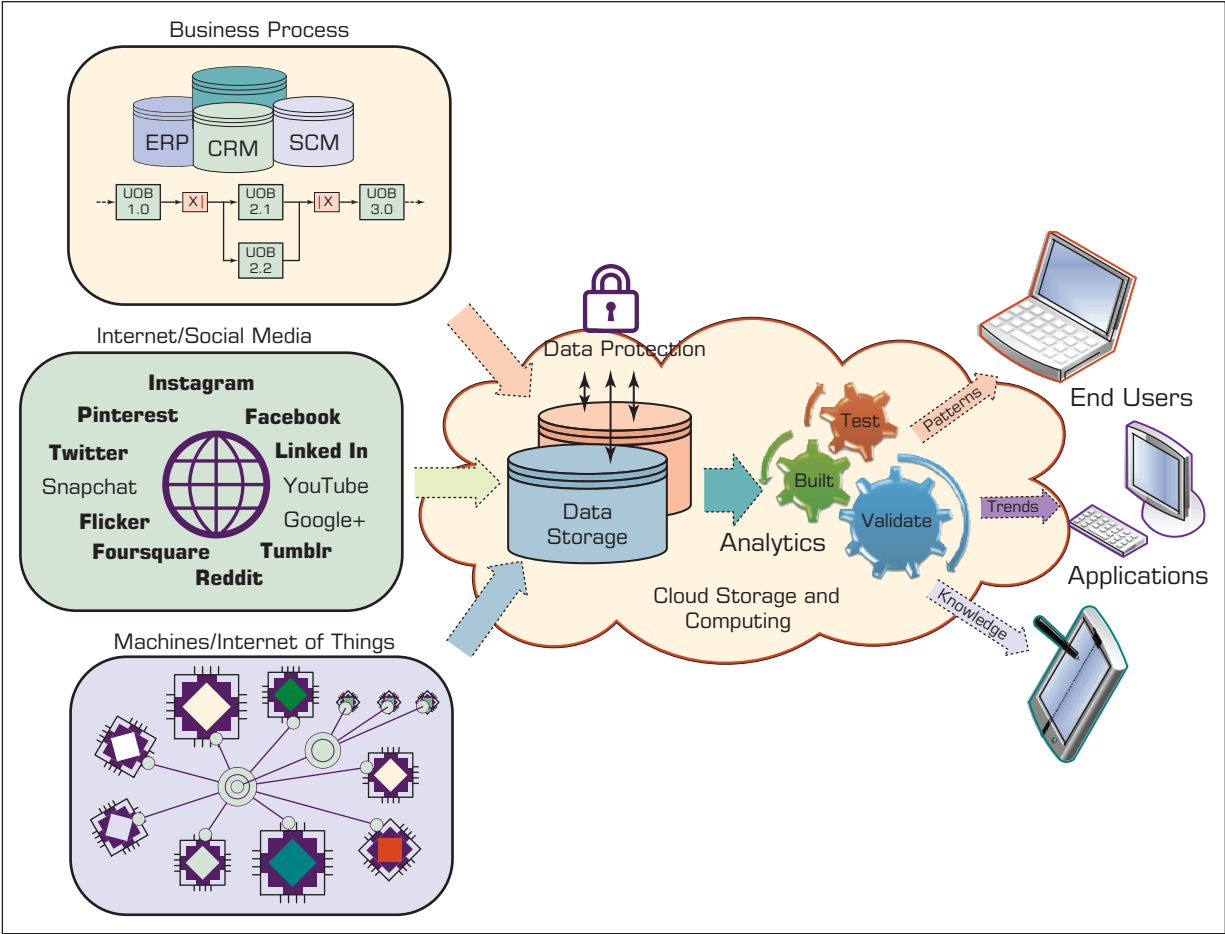 Business Process
ERP
CRM
SCM
UOB
1.0
X|
UOB
2.1
|X
UOB
3.0
UOB
2.2
Internet/Social Media
Instagram
Pinterest
Facebook
Twitter
Linked In
Snapchat
YouTube
Flicker
Google+
Foursquare
Tumblr
Reddit
Machines/Internet of Things
Data Protection
Data
Storage
Analytics
Test
Built
Validate
Cloud Storage and
Computing
Patterns
Trends
Knowledge
End Users
Applications